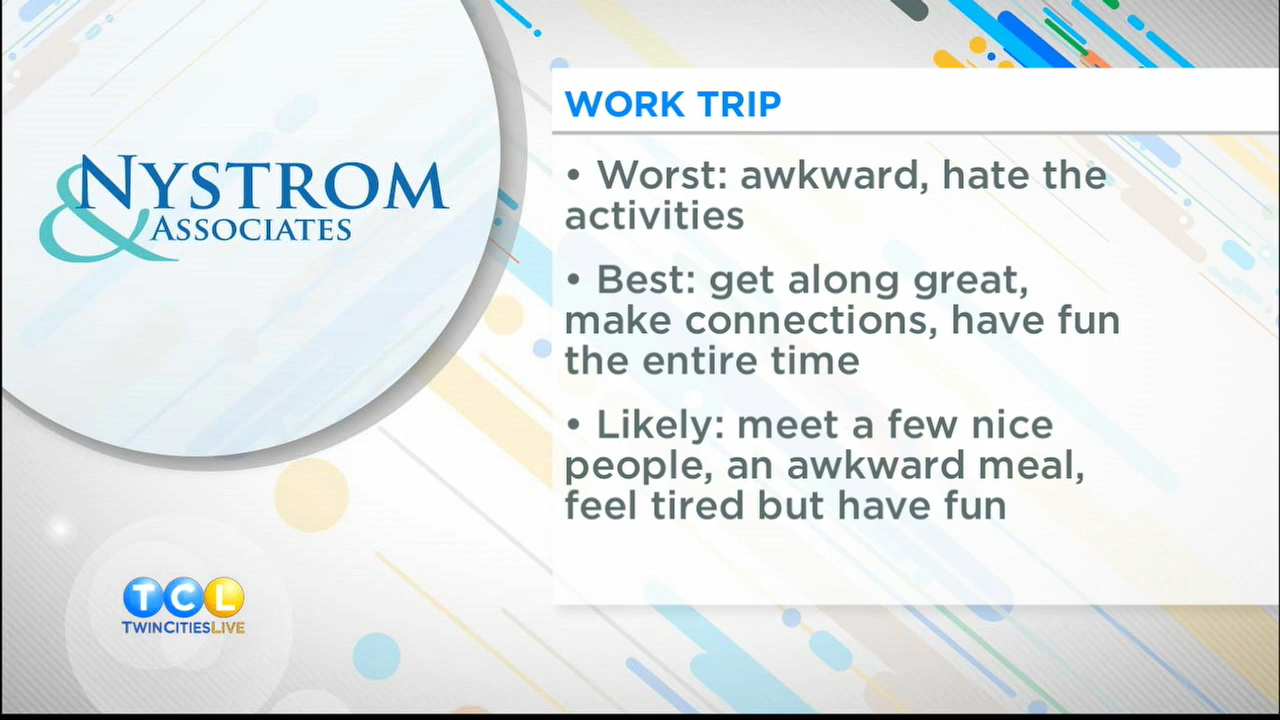 NYSTROM
& ASSOCIATES
WORK TRIP
• Worst: awkward, hate the
activities
• Best: get along great,
make connections, have fun
the entire time
• Likely: meet a few nice
people, an awkward meal,
feel tired but have fun
TCL
TWINCITIESLIVE